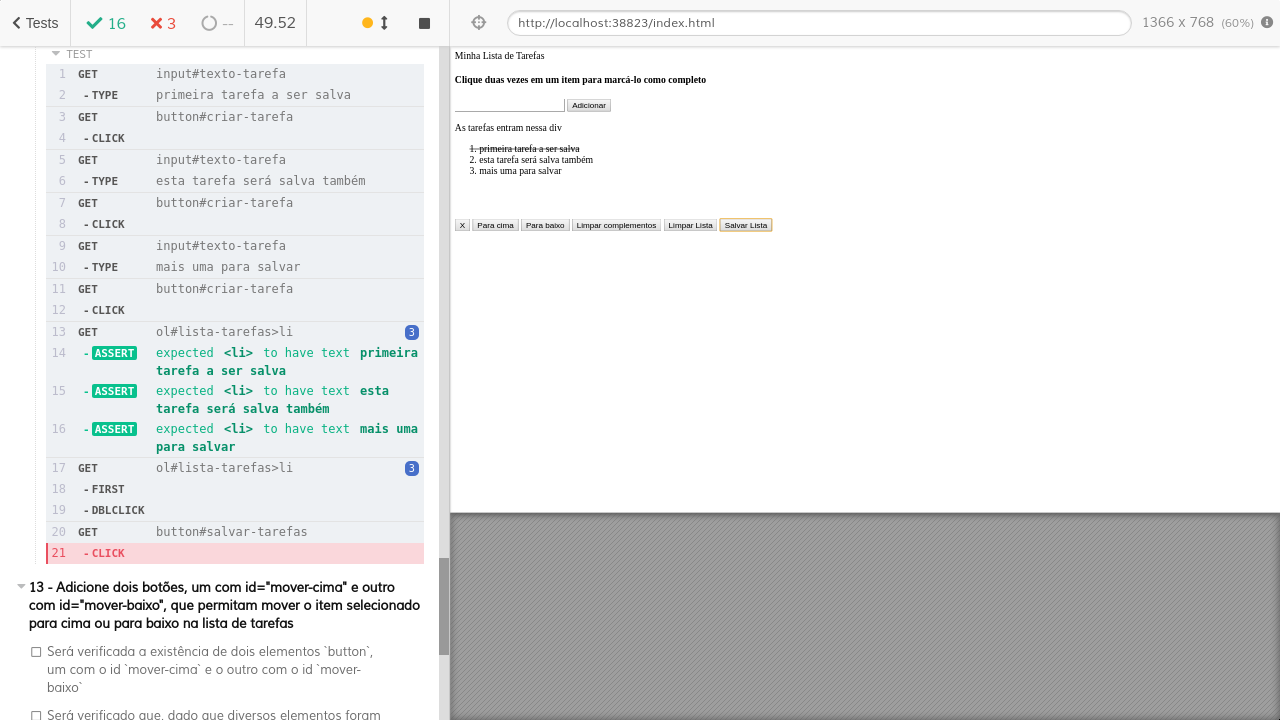 Tests 16 3 -- 49.52
http://localhost:38823/index.html 1366 x 768 (60%)
TEST
1 GET input#texto-tarefa
2 - TYPE primeira tarefa a ser salva
3 GET button#criar-tarefa
4 - CLICK
5 GET input#texto-tarefa
6 - TYPE esta tarefa será salva também
7 GET button#criar-tarefa
8 - CLICK
9 GET input#texto-tarefa
10 - TYPE mais uma para salvar
11 GET button#criar-tarefa
12 - CLICK
13 GET ol#lista-tarefas>li 3
14 - ASSERT expected <li> to have text primeira
tarefa a ser salva
15 - ASSERT expected <li> to have text esta
tarefa será salva também
16 - ASSERT expected <li> to have text mais uma
para salvar
17 GET ol#lista-tarefas>li 3
18 - FIRST
19 - DBLCLICK
20 GET button#salvar-tarefas
21 - CLICK
13 - Adicione dois botões, um com id="mover-cima" e outro
com id="mover-baixo", que permitam mover o item selecionado
para cima ou para baixo na lista de tarefas
Será verificada a existência de dois elementos `button`,
um com o id `mover-cima` e o outro com o id `mover-
baixo`
Será verificado que, dado que diversos elementos foram
Minha Lista de Tarefas
Clique duas vezes em um item para marcá-lo como completo
Adicionar
As tarefas entram nessa div
1. primeira tarefa a ser salva
2. esta tarefa será salva também
3. mais uma para salvar
X Para cima Para baixo Limpar complementos Limpar Lista Salvar Lista